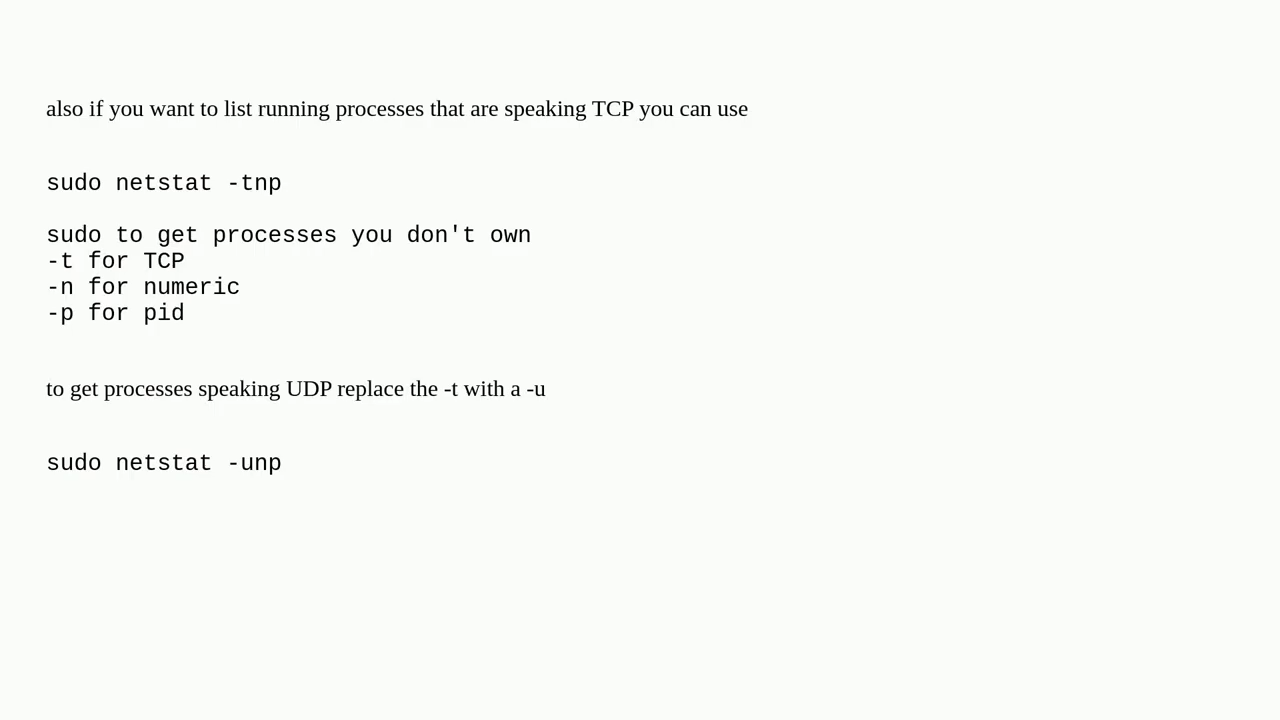 also if you want to list running processes that are speaking TCP you can use
sudo netstat -tnp
sudo to get processes you don't own
-t for TCP
-n for numeric
-p for pid
to get processes speaking UDP replace the -t with a -u
sudo netstat -unp